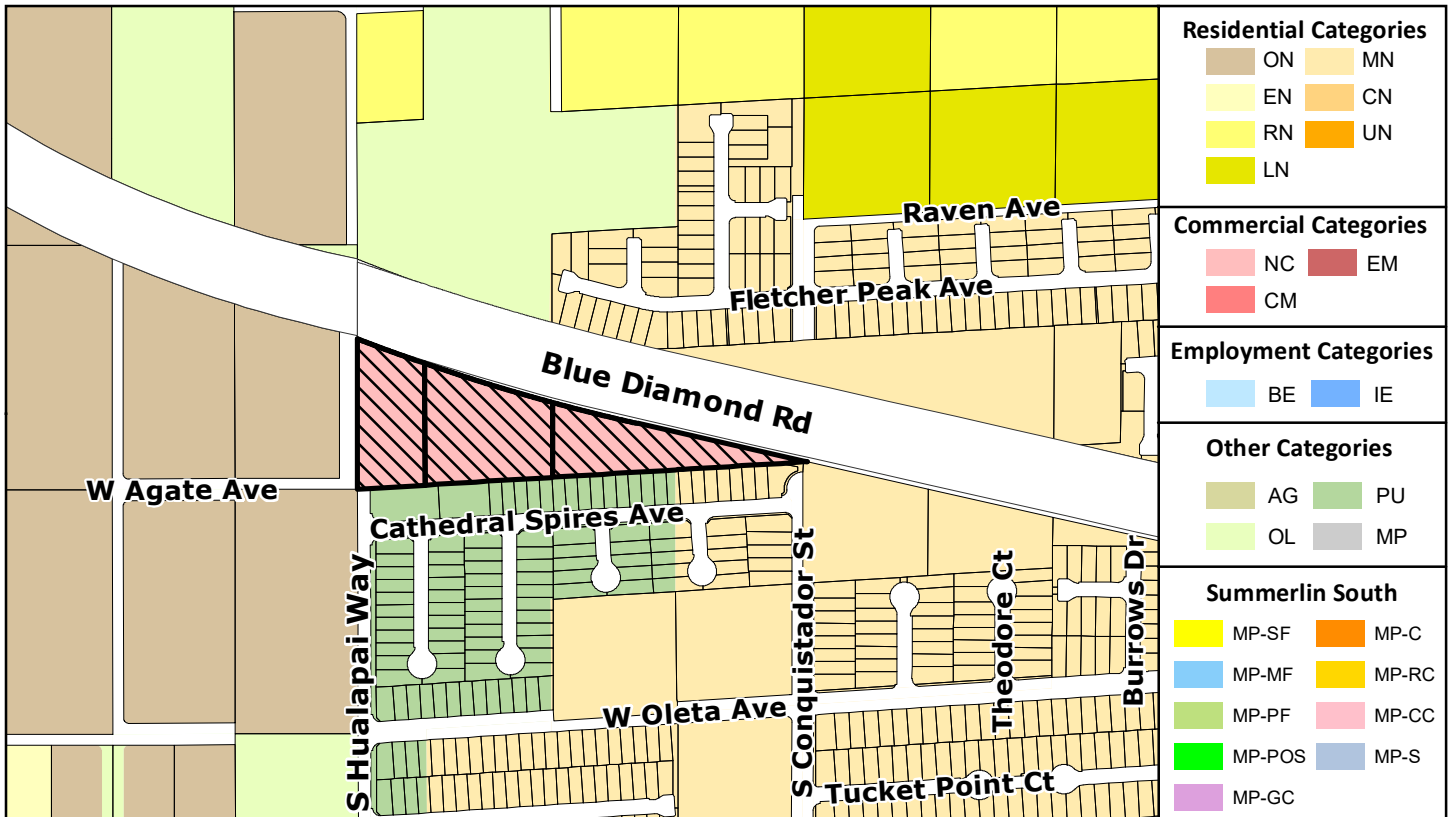 Raven Ave
Fletcher Peak Ave
Blue Diamond Rd
W Agate Ave
Cathedral Spires Ave
S Hualapai Way
S Conquistador St
Theodore Ct
Burrows Dr
W Oleta Ave
Tucket Point Ct
Residential Categories
ON MN
EN CN
RN UN
LN
Commercial Categories
NC EM
CM
Employment Categories
BE IE
Other Categories
AG PU
OL MP
Summerlin South
MP-SF MP-C
MP-MF MP-RC
MP-PF MP-CC
MP-POS MP-S
MP-GC